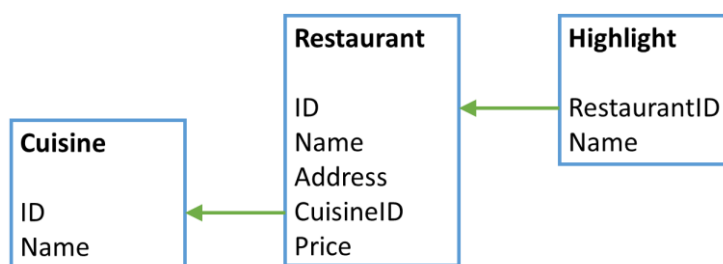 Cuisine
ID
Name
Restaurant
ID
Name
Address
CuisineID
Price
Highlight
RestaurantID
Name